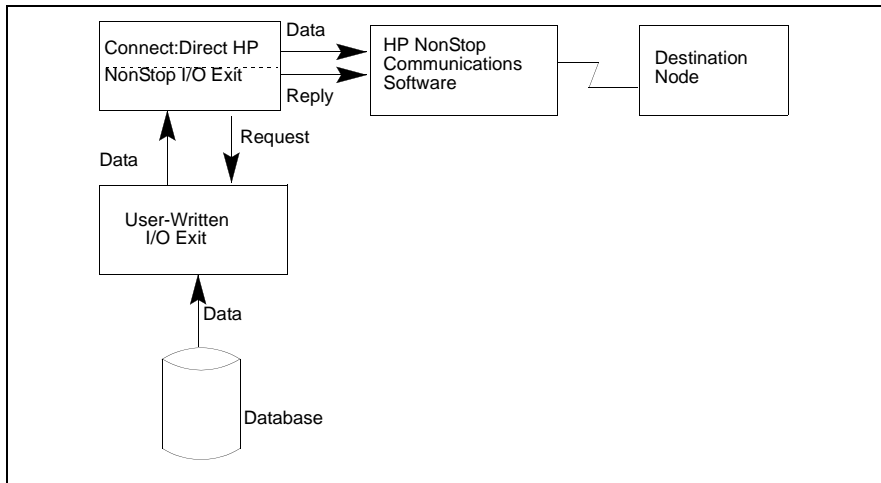 Connect:Direct HP
NonStop I/O Exit
Data
Reply
HP NonStop
Communications
Software
Destination
Node
Data
Request
User-Written
I/O Exit
Data
Database